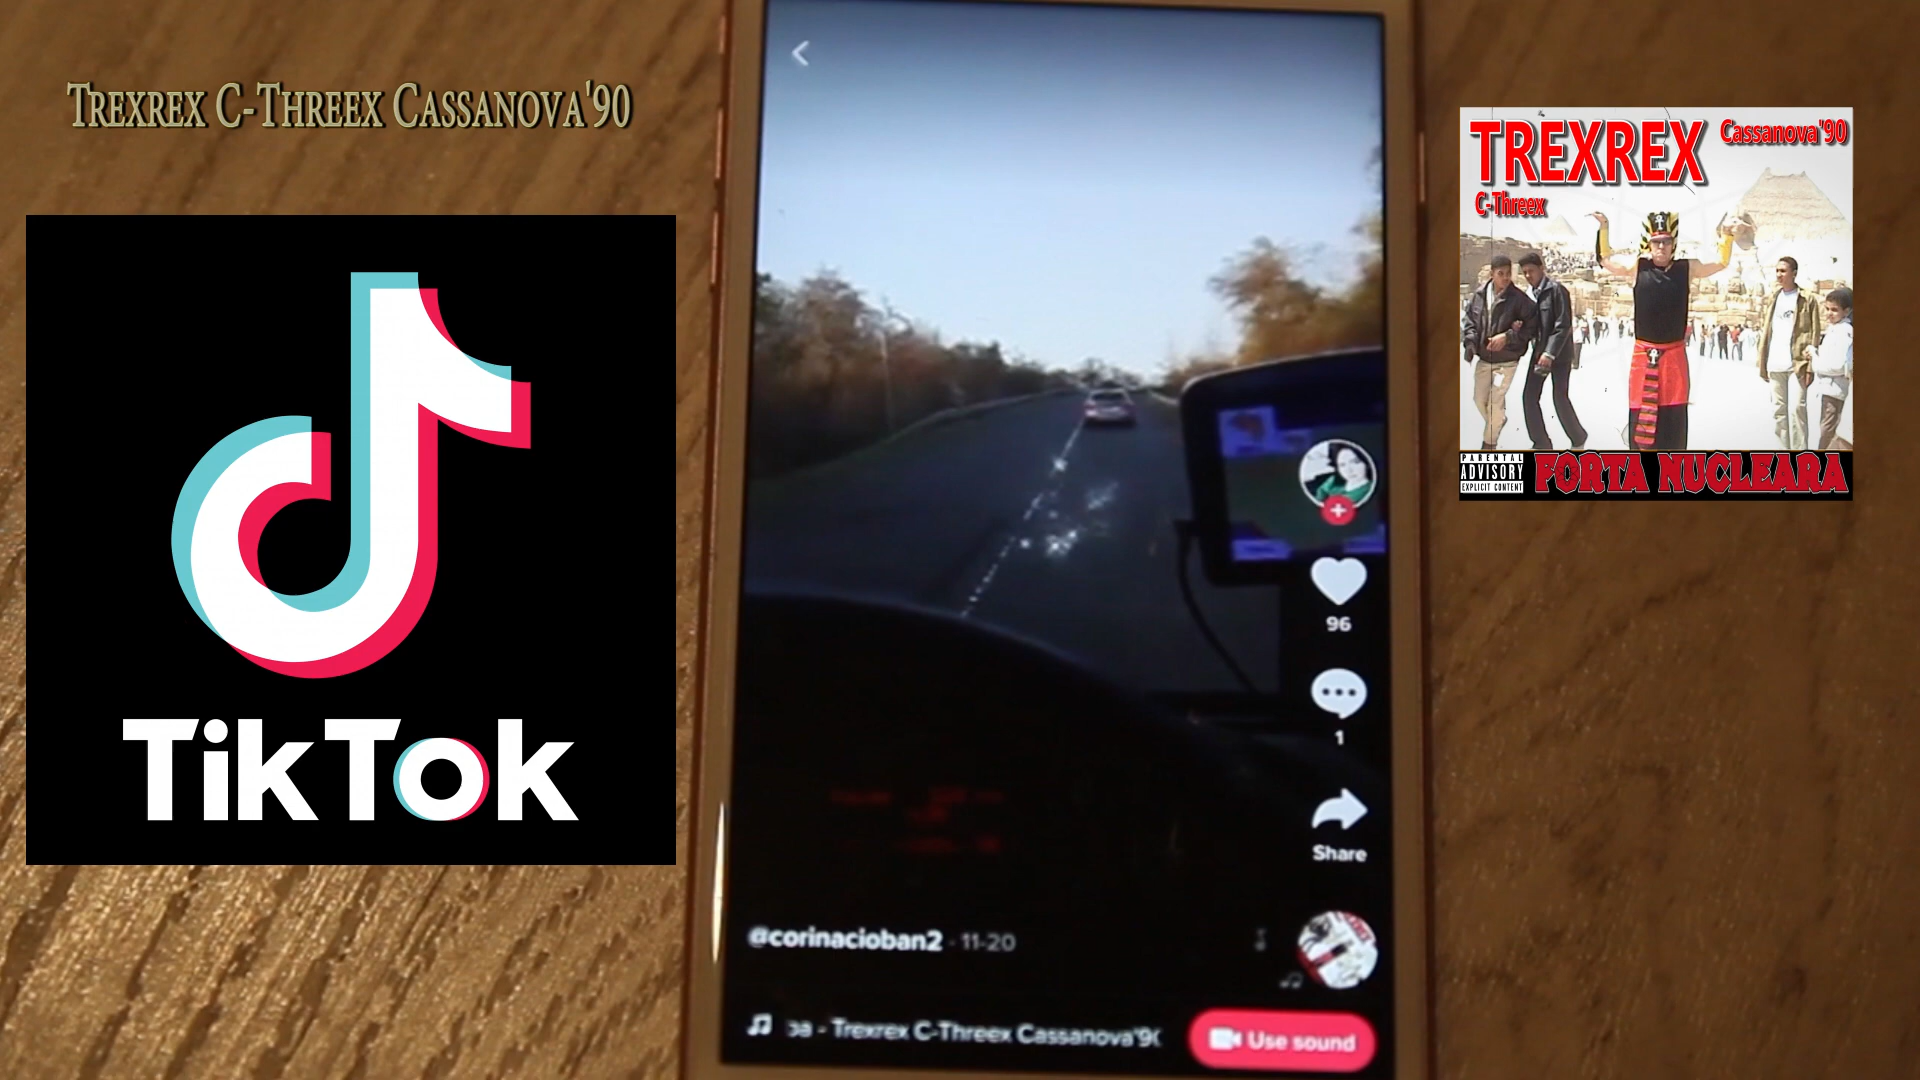 Trexrex C-Threex Cassanova'90
TikTok
96
1
Share
@corinacioban2 · 11-20
- Trexrex C-Threex Cassanova'9
Use sound
TREXREX
Cassanova'90
C-Threex
PARENTAL
ADVISORY
EXPLICIT CONTENT
FORTA NUCLEARA